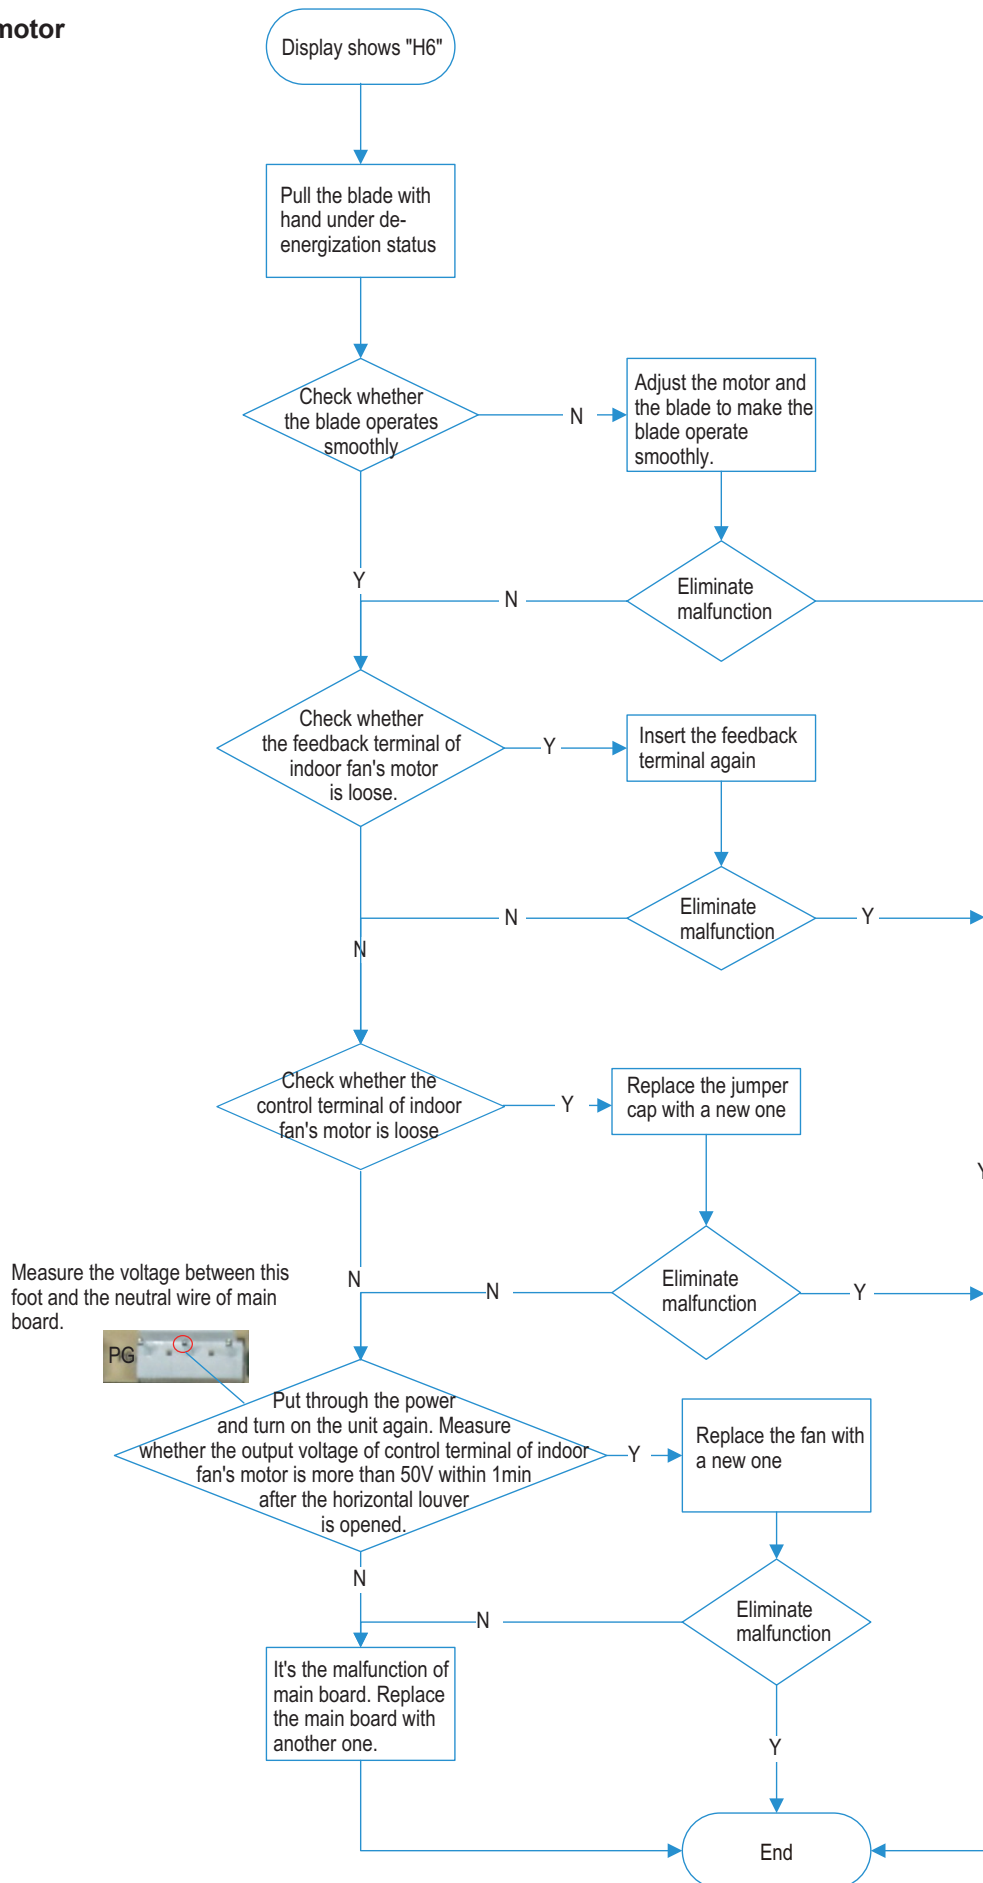 motor
Display shows "H6"
Pull the blade with
hand under de-
energization status
Check whether
the blade operates
smoothly
N
Adjust the motor and
the blade to make the
blade operate
smoothly.
Y
N
Eliminate
malfunction
Check whether
the feedback terminal of
indoor fan's motor
is loose.
Y
Insert the feedback
terminal again
N
Eliminate
malfunction
Y
N
Check whether the
control terminal of indoor
fan's motor is loose
Y
Replace the jumper
cap with a new one
Y
Measure the voltage between this
foot and the neutral wire of main
board.
N
N
Eliminate
malfunction
Y
PG
Put through the power
and turn on the unit again. Measure
whether the output voltage of control terminal of indoor
fan's motor is more than 50V within 1min
after the horizontal louver
is opened.
Y
Replace the fan with
a new one
N
N
Eliminate
malfunction
It's the malfunction of
main board. Replace
the main board with
another one.
Y
End